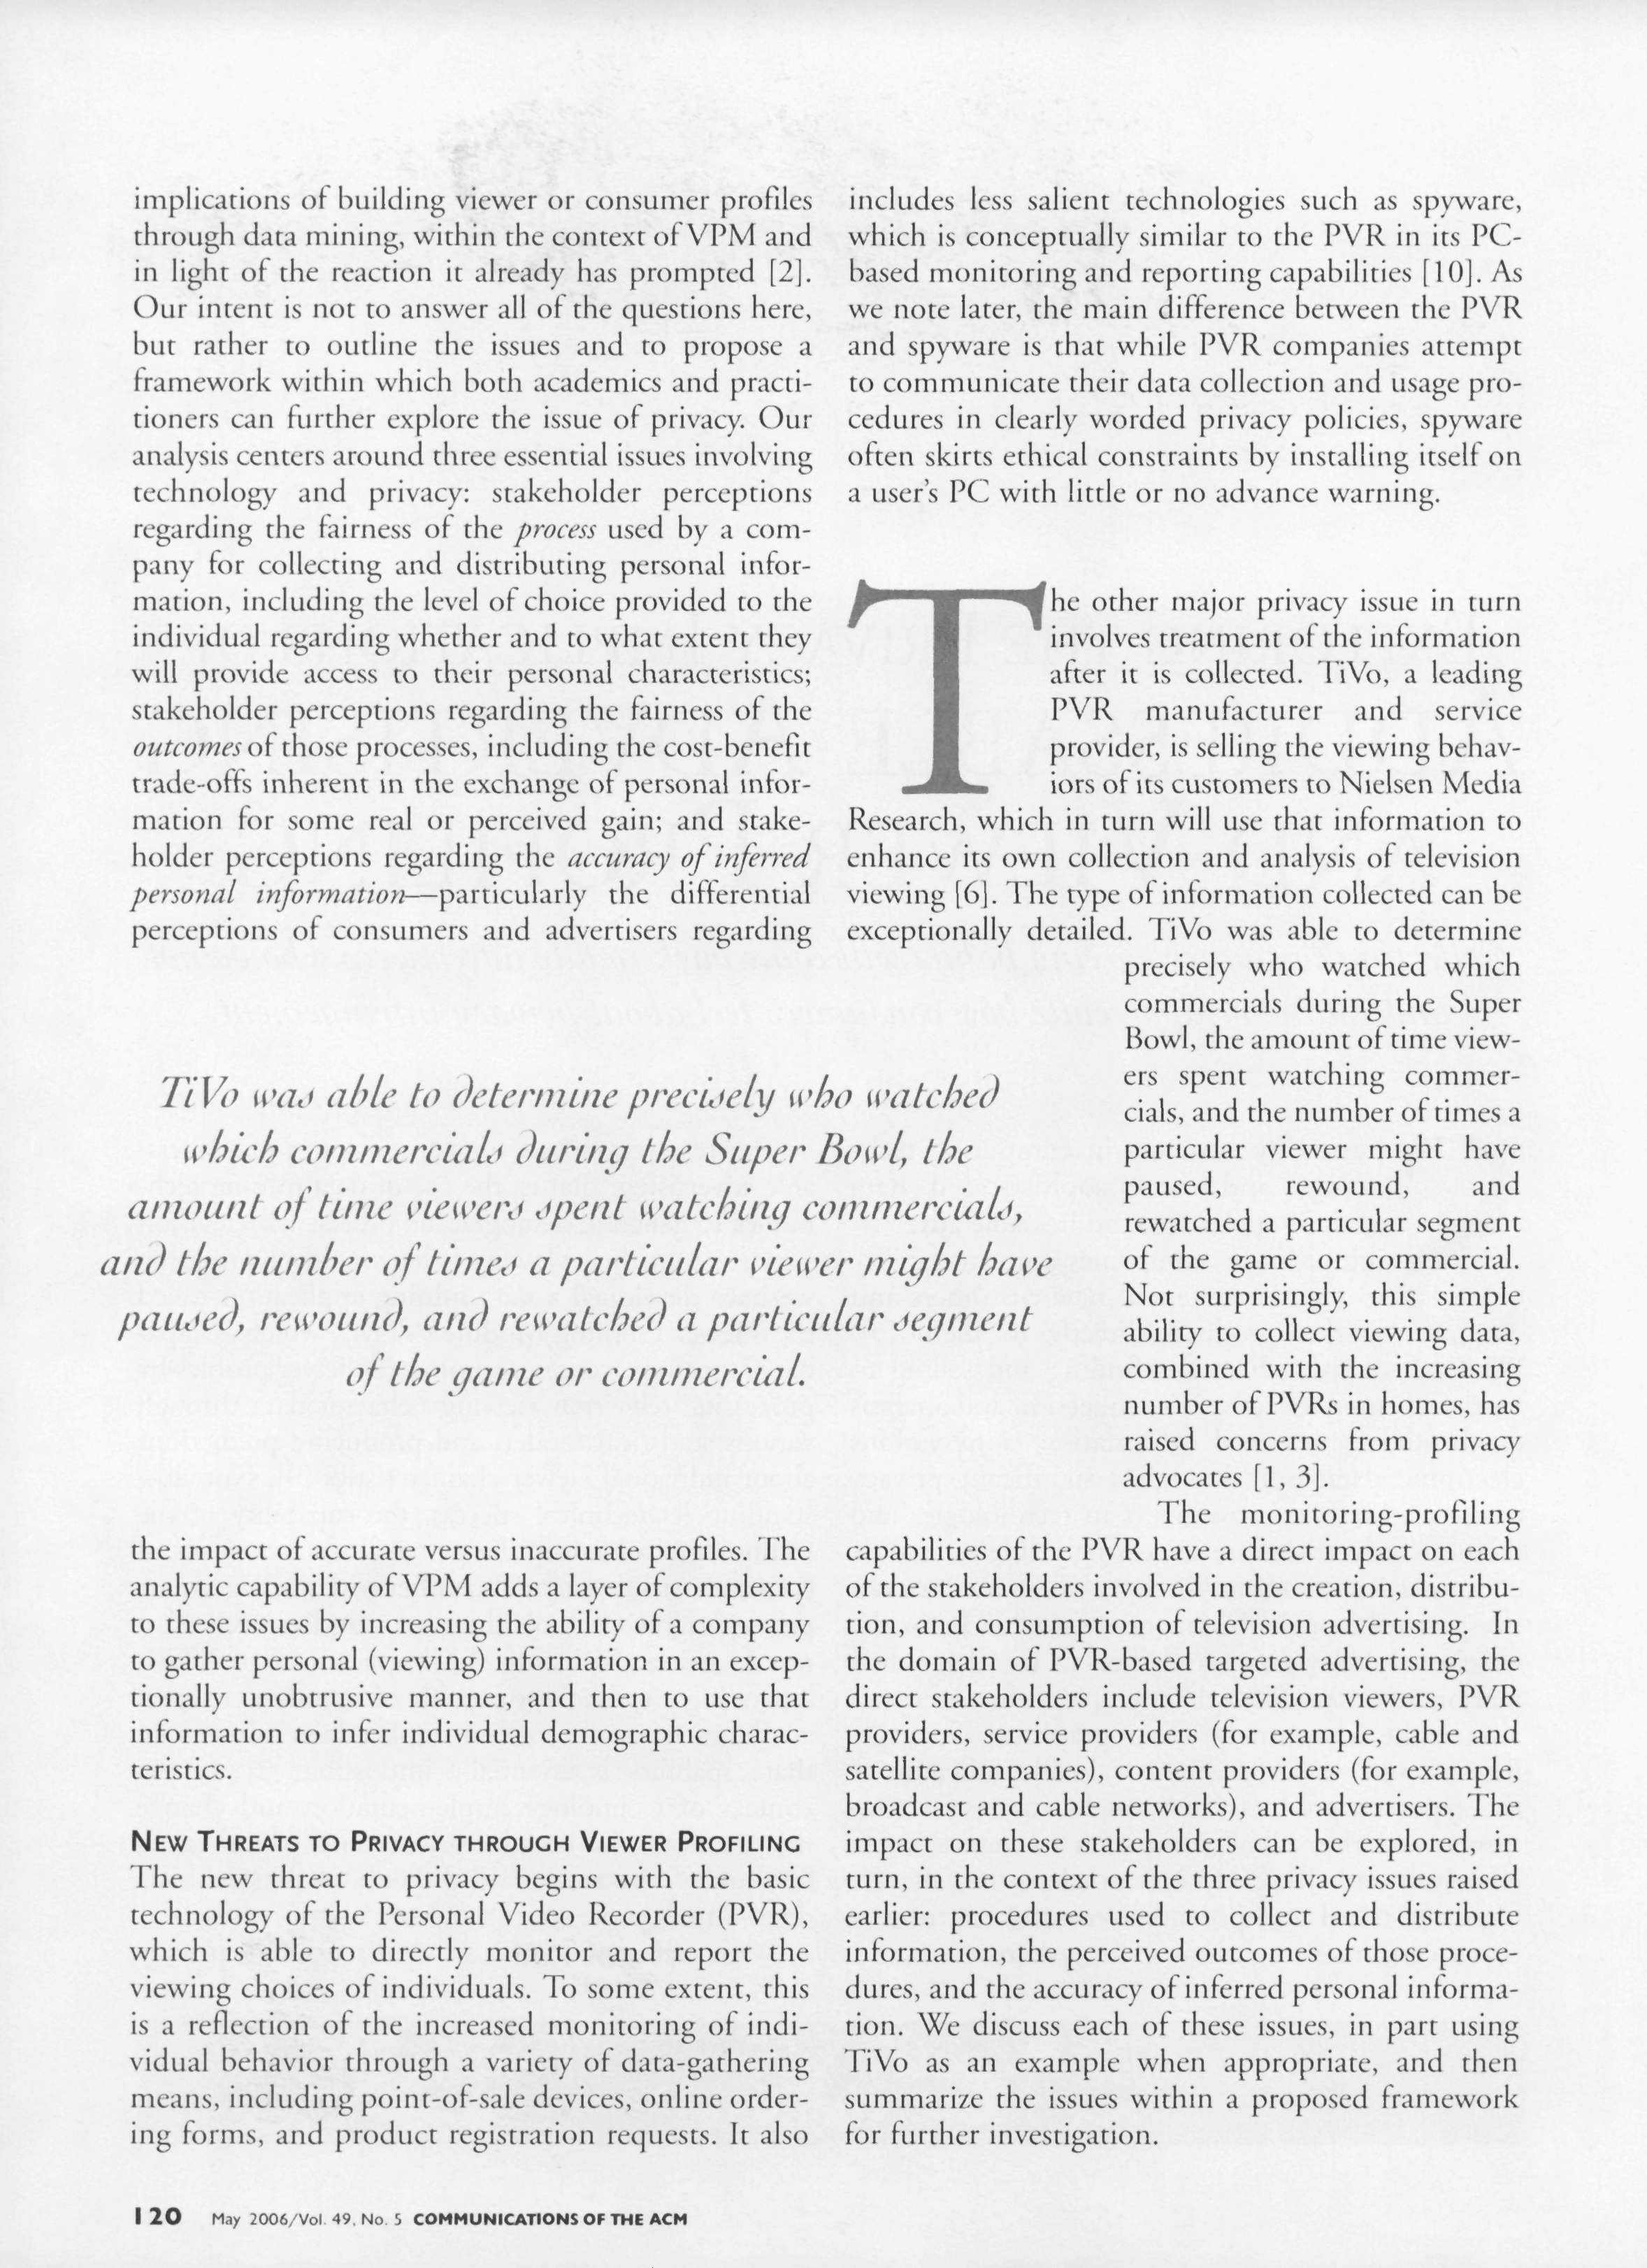 implications of building viewer or consumer profiles
through data mining, within the context of VPM and
in light of the reaction it already has prompted [2].
Our intent is not to answer all of the questions here,
but rather to outline the issues and to propose a
framework within which both academics and practi-
tioners can further explore the issue of privacy. Our
analysis centers around three essential issues involving
technology and privacy: stakeholder perceptions
regarding the fairness of the process used by a com-
pany for collecting and distributing personal infor-
mation, including the level of choice provided to the
individual regarding whether and to what extent they
will provide access to their personal characteristics;
stakeholder perceptions regarding the fairness of the
outcomes of those processes, including the cost-benefit
trade-offs inherent in the exchange of personal infor-
mation for some real or perceived gain; and stake-
holder perceptions regarding the accuracy of inferred
personal information—particularly the differential
perceptions of consumers and advertisers regarding
the impact of accurate versus inaccurate profiles. The
analytic capability of VPM adds a layer of complexity
to these issues by increasing the ability of a company
to gather personal (viewing) information in an excep-
tionally unobtrusive manner, and then to use that
information to infer individual demographic charac-
teristics.
NEW THREATS TO PRIVACY THROUGH VIEWER PROFILING
The new threat to privacy begins with the basic
technology of the Personal Video Recorder (PVR),
which is able to directly monitor and report the
viewing choices of individuals. To some extent, this
is a reflection of the increased monitoring of indi-
vidual behavior through a variety of data-gathering
means, including point-of-sale devices, online order-
ing forms, and product registration requests. It also
includes less salient technologies such as spyware,
which is conceptually similar to the PVR in its PC-
based monitoring and reporting capabilities [10]. As
we note later, the main difference between the PVR
and spyware is that while PVR companies attempt
to communicate their data collection and usage pro-
cedures in clearly worded privacy policies, spyware
often skirts ethical constraints by installing itself on
a user's PC with little or no advance warning.
The other major privacy issue in turn
involves treatment of the information
after it is collected. TiVo, a leading
PVR manufacturer and service
provider, is selling the viewing behav-
iors of its customers to Nielsen Media
Research, which in turn will use that information to
enhance its own collection and analysis of television
viewing [6]. The type of information collected can be
exceptionally detailed. TiVo was able to determine
precisely who watched which
commercials during the Super
Bowl, the amount of time view-
ers spent watching commer-
cials, and the number of times a
particular viewer might have
paused, rewound, and
rewatched a particular segment
of the game or commercial.
Not surprisingly, this simple
ability to collect viewing data,
combined with the increasing
number of PVRs in homes, has
raised concerns from privacy
advocates [1, 3].
The monitoring-profiling
capabilities of the PVR have a direct impact on each
of the stakeholders involved in the creation, distribu-
tion, and consumption of television advertising. In
the domain of PVR-based targeted advertising, the
direct stakeholders include television viewers, PVR
providers, service providers (for example, cable and
satellite companies), content providers (for example,
broadcast and cable networks), and advertisers. The
impact on these stakeholders can be explored, in
turn, in the context of the three privacy issues raised
earlier: procedures used to collect and distribute
information, the perceived outcomes of those proce-
dures, and the accuracy of inferred personal informa-
tion. We discuss each of these issues, in part using
TiVo as an example when appropriate, and then
summarize the issues within a proposed framework
for further investigation.
TiVo was able to determine precisely who watched
which commercials during the Super Bowl, the
amount of time viewers spent watching commercials,
and the number of times a particular viewer might have
paused, rewound, and rewatched a particular segment
of the game or commercial.
120 May 2006/Vol. 49, No. 5 COMMUNICATIONS OF THE ACM